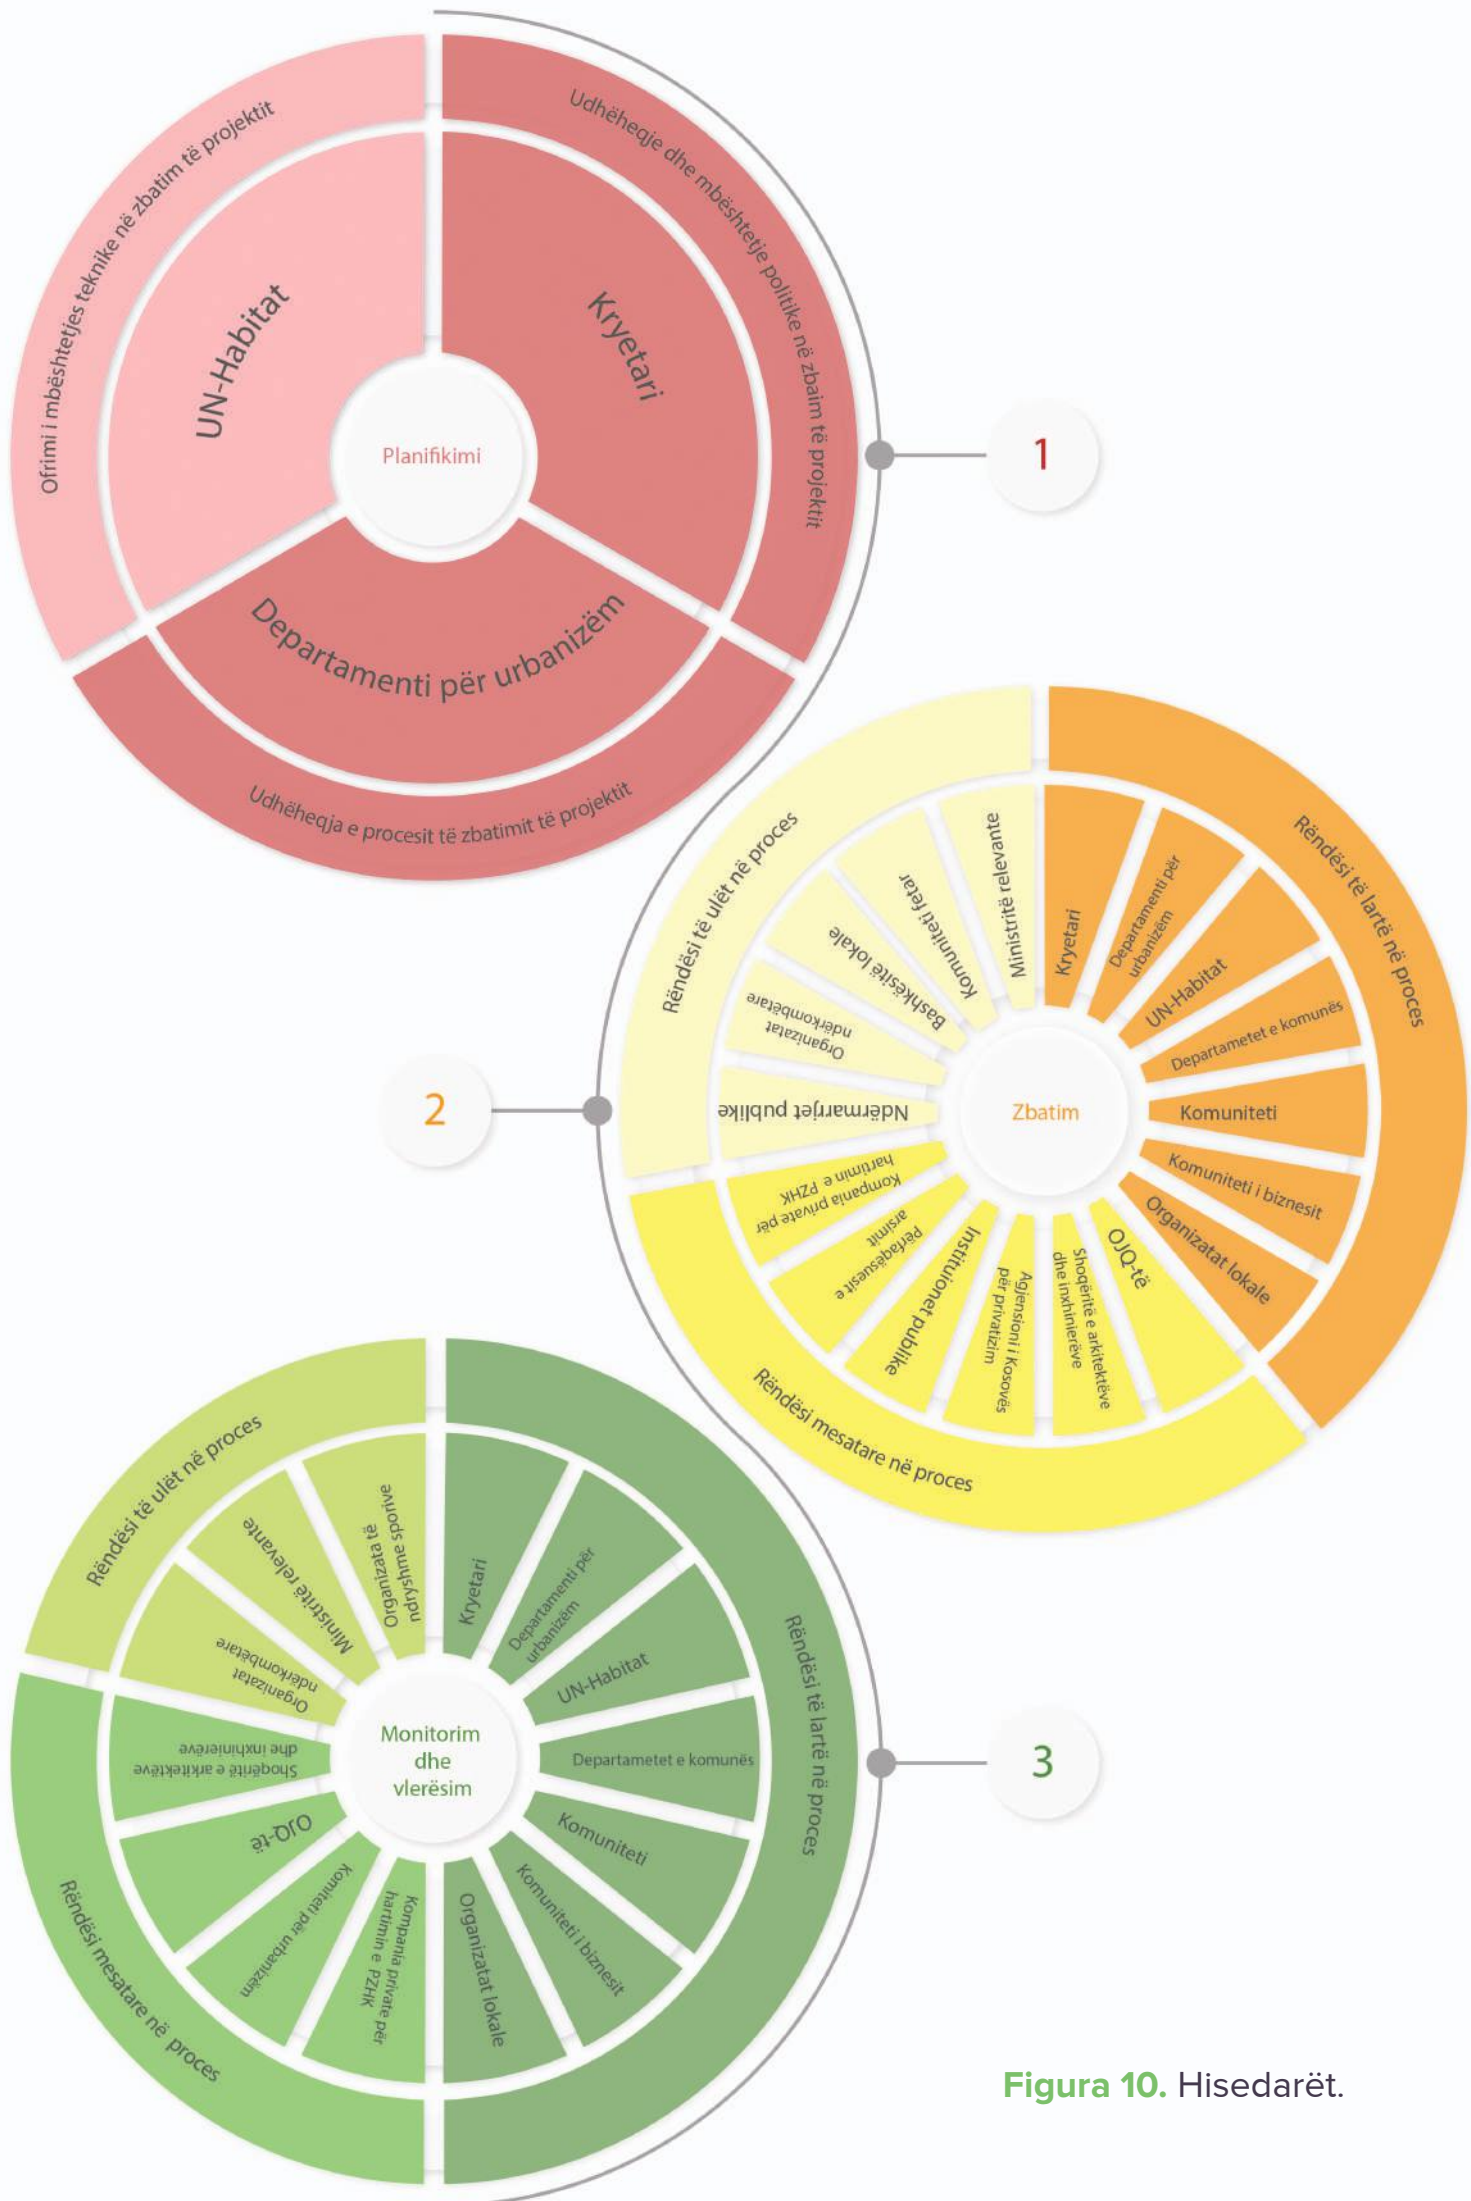 Ofrimi i mbështetjes teknike në zbatim të projektit
Udhëheqje dhe mbështetje politike në zbaim të projektit
UN-Habitat
Kryetari
Planifikimi
Departamenti për urbanizëm
Udhëheqja e procesit të zbatimit të projektit
1
Rëndësi të lartë në proces
Kryetari
Departamenti për
urbanizëm
UN-Habitat
Departametet e komunës
Komuniteti
Komuniteti i biznesit
Organizatat lokale
Rëndësi mesatare në proces
OJQ-të
Shoqëritë e arkitektëve
dhe inxhinierëve
Agjensioni i Kosovës
për privatizim
Instituionet publike
Përfaqësuesit e
arsimit
Kompania private për
hartimin e PZHK
Rëndësi të ulët në proces
Ndërmarrjet publike
Organizatat
ndërkombëtare
Bashkësitë lokale
Komuniteti fetar
Ministritë relevante
Zbatim
2
Rëndësi të lartë në proces
Kryetari
Departamenti për
urbanizëm
UN-Habitat
Departametet e komunës
Komuniteti
Komuniteti i biznesit
Organizatat lokale
Rëndësi mesatare në proces
Kompania private për
hartimin e PZHK
Komiteti për urbanizëm
OJQ-të
Shoqëritë e arkitektëve
dhe inxhinierëve
Rëndësi të ulët në proces
Organizatat
ndërkombëtare
Ministritë relevante
Organizata të
ndryshme sporive
Monitorim
dhe
vlerësim
3
Figura 10. Hisedarët.